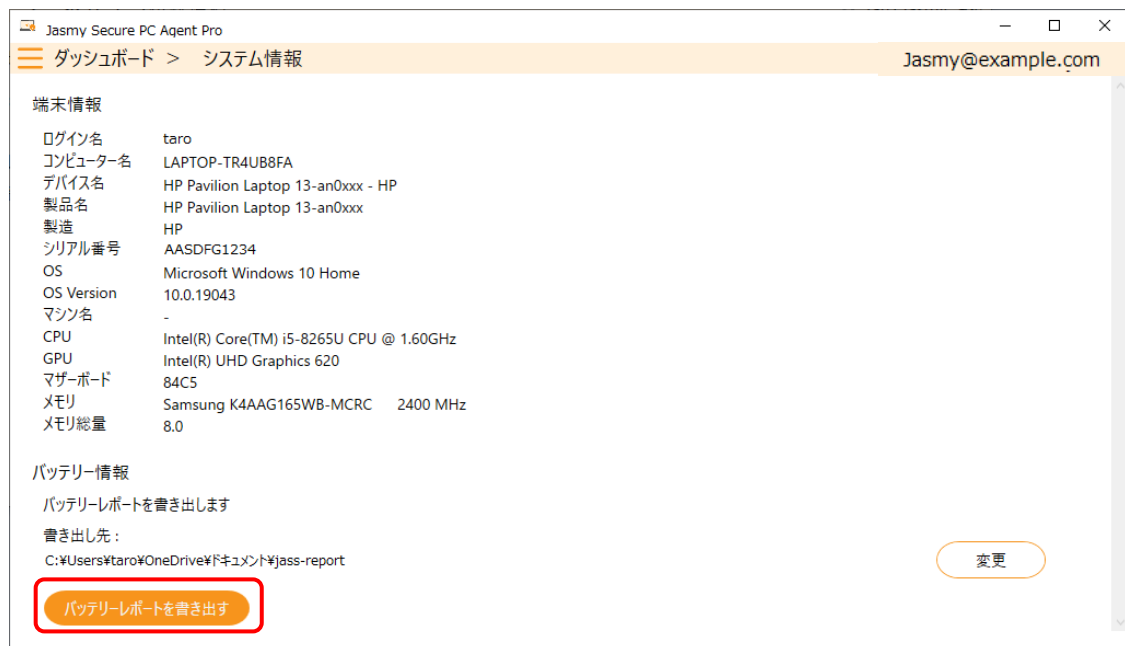 Jasmy Secure PC Agent Pro
ダッシュボード > システム情報 Jasmy@example.com
端末情報
ログイン名 taro
コンピューター名 LAPTOP-TR4UB8FA
デバイス名 HP Pavilion Laptop 13-an0xxx - HP
製品名 HP Pavilion Laptop 13-an0xxx
製造 HP
シリアル番号 AASDFG1234
OS Microsoft Windows 10 Home
OS Version 10.0.19043
マシン名 -
CPU Intel(R) Core(TM) i5-8265U CPU @ 1.60GHz
GPU Intel(R) UHD Graphics 620
マザーボード 84C5
メモリ Samsung K4AAG165WB-MCRC 2400 MHz
メモリ総量 8.0
バッテリー情報
バッテリーレポートを書き出します
書き出し先 :
C:¥Users¥taro¥OneDrive¥ドキュメント¥jass-report 変更
バッテリーレポートを書き出す